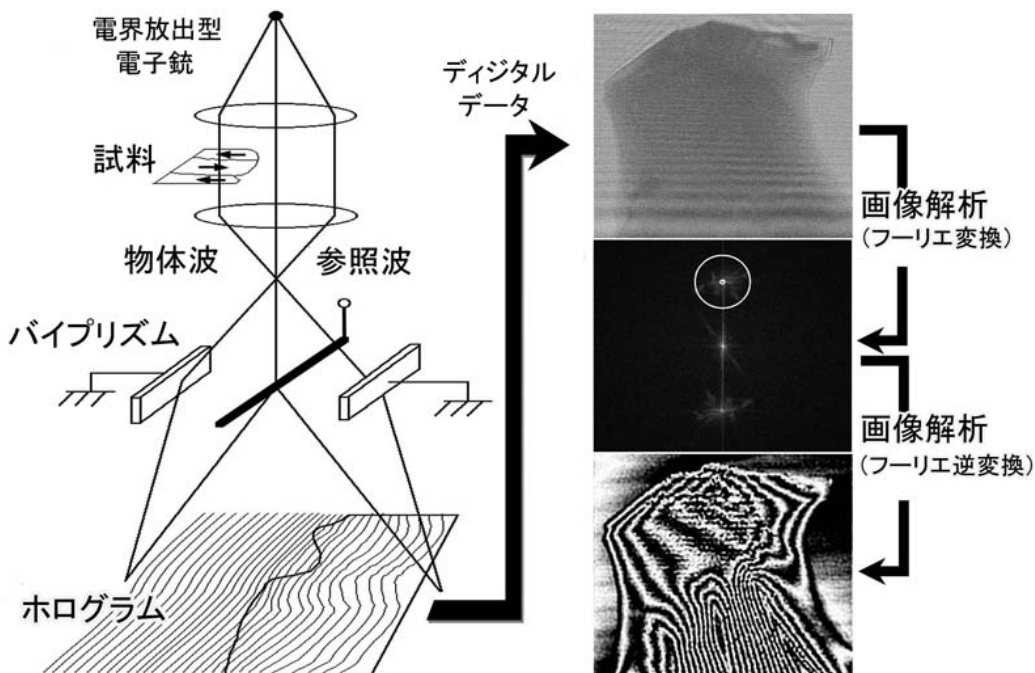 電界放出型
電子銃
試料
物体波
参照波
バイプリズム
ホログラム
ディジタル
データ
画像解析
(フーリエ変換)
画像解析
(フーリエ逆変換)